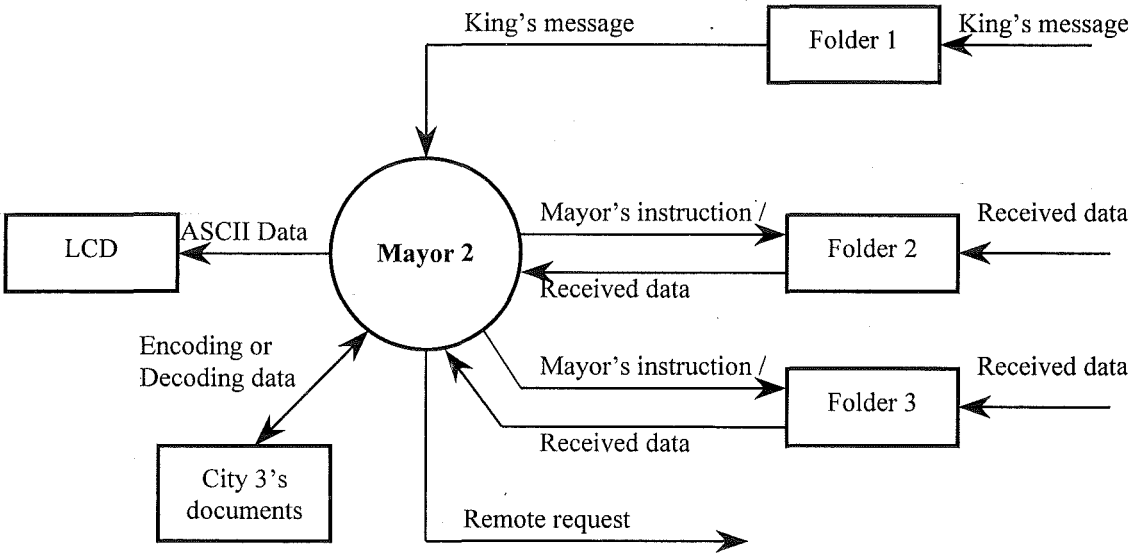 King's message
Folder 1
King's message
LCD
ASCII Data
Mayor 2
Mayor's instruction /
Received data
Folder 2
Received data
Encoding or
Decoding data
Mayor's instruction /
Received data
Folder 3
Received data
City 3's
documents
Remote request